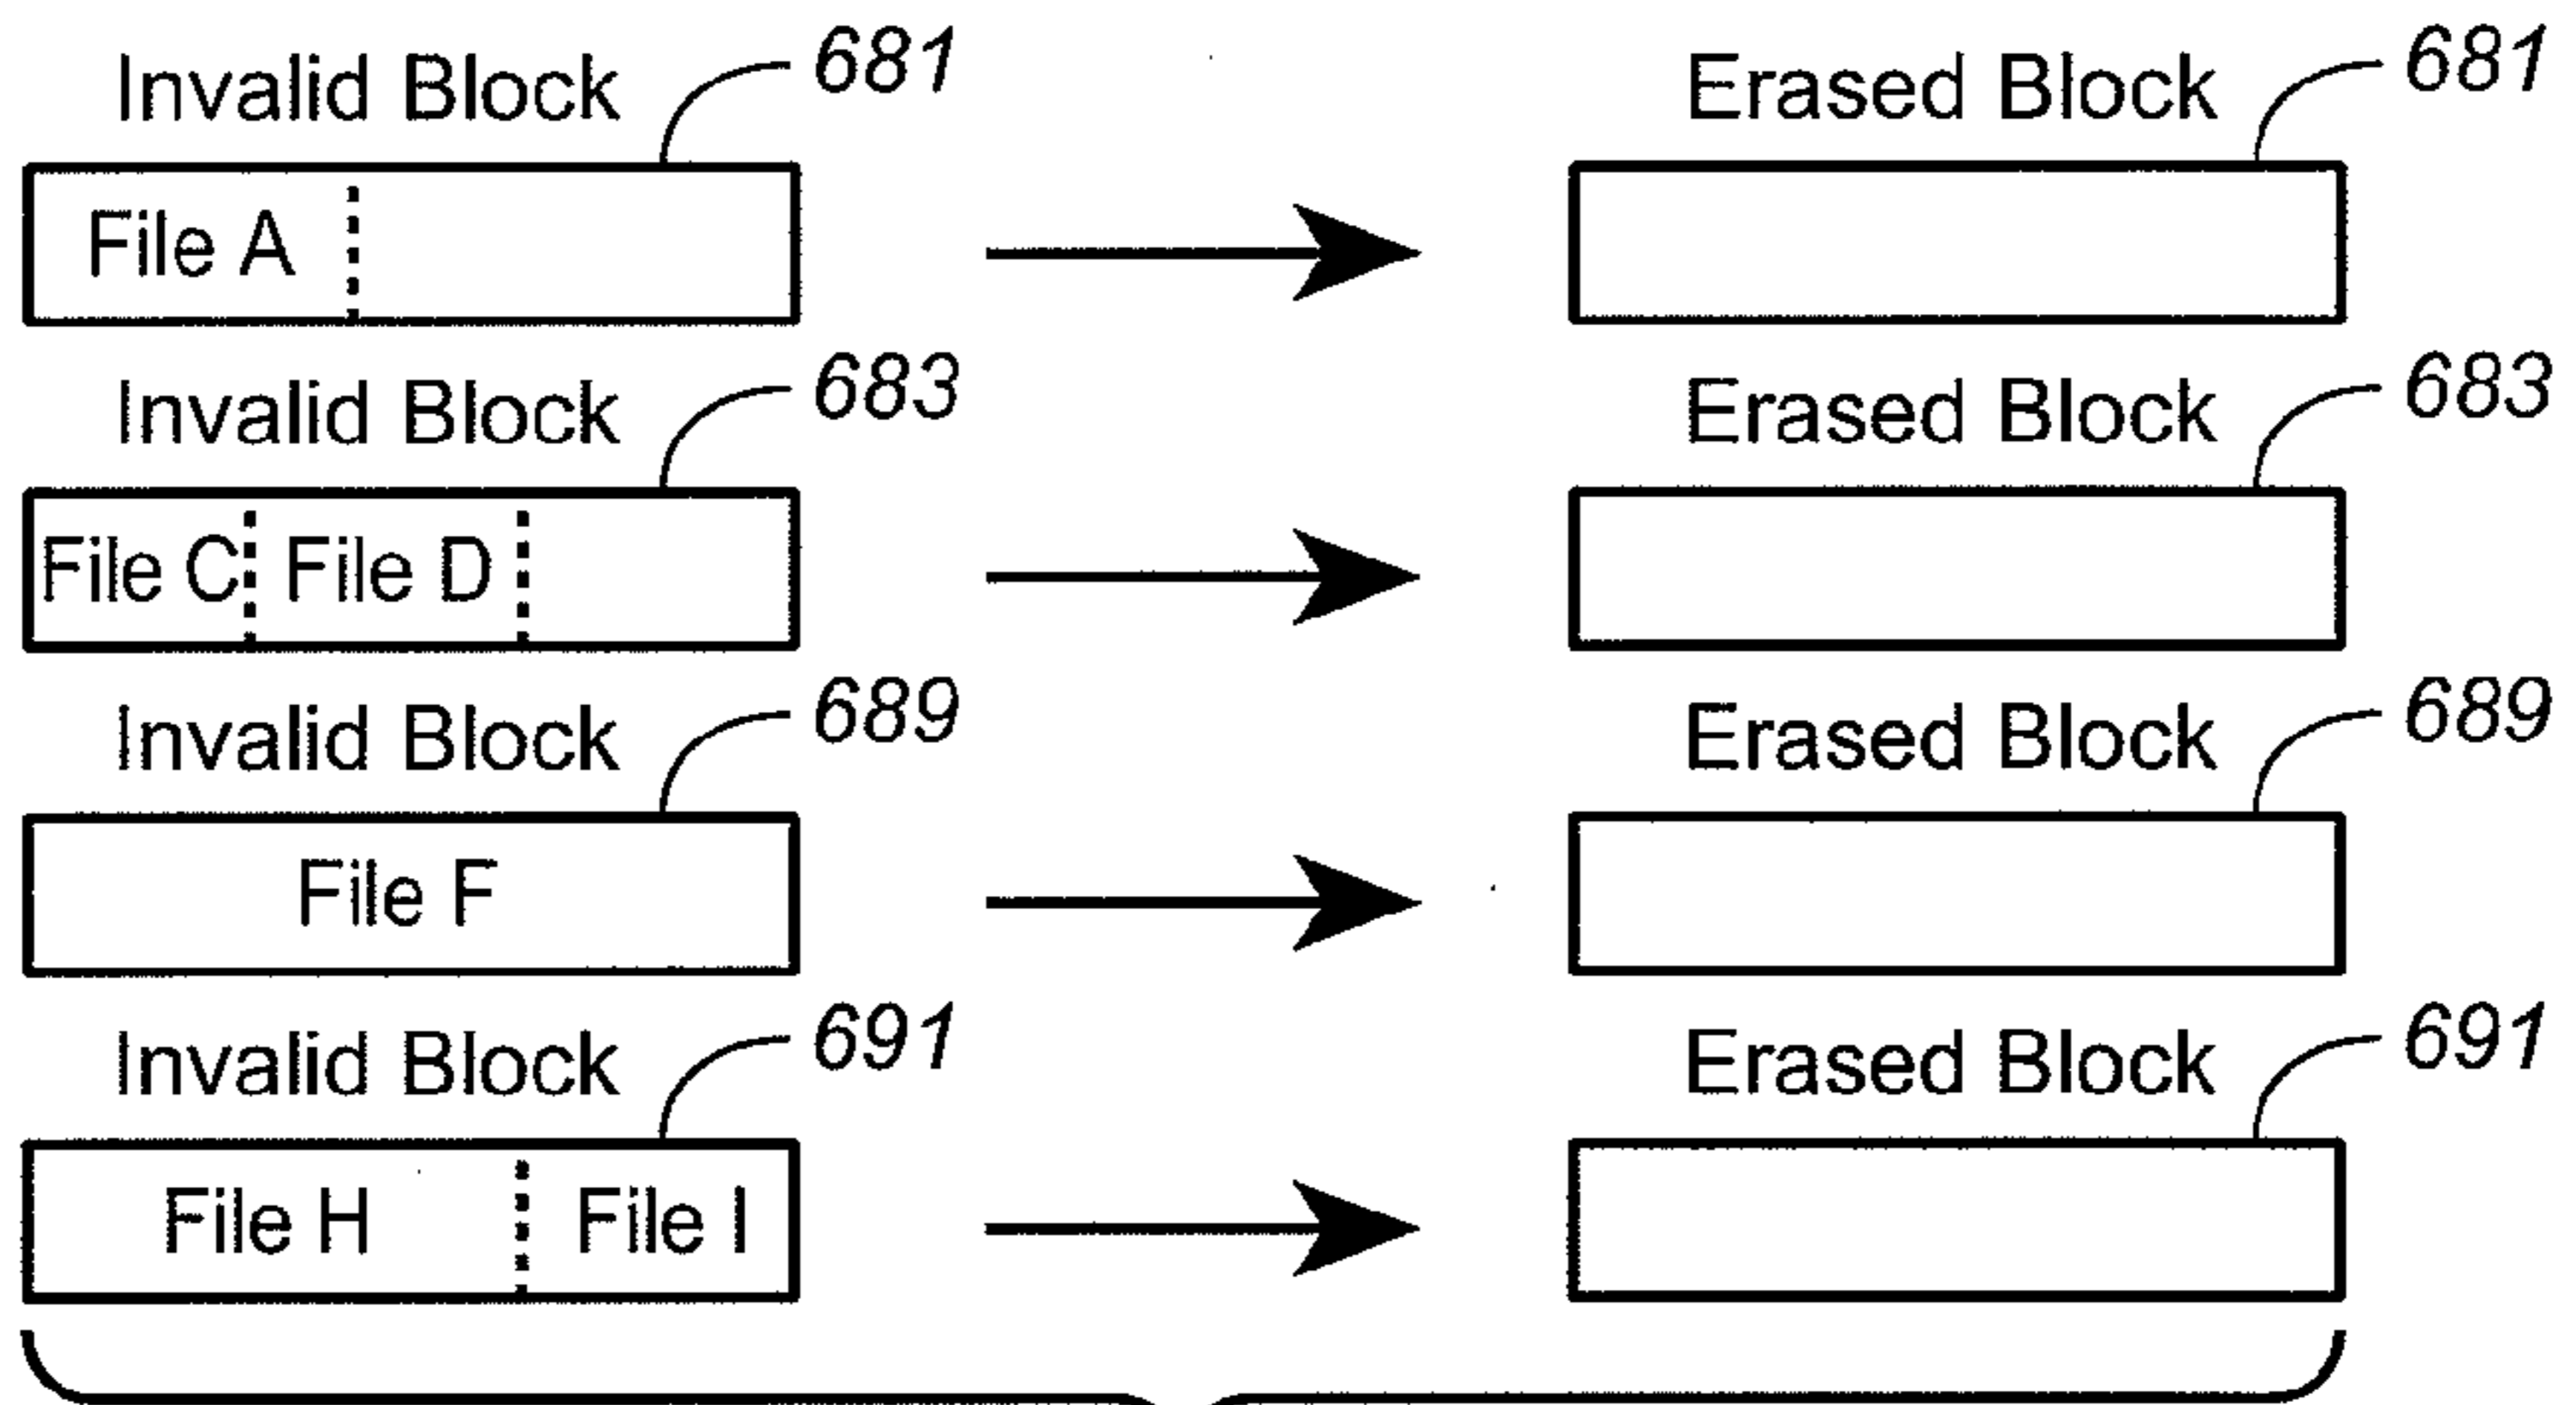 Invalid Block 681 Erased Block 681
File A
Invalid Block 683 Erased Block 683
File C File D
Invalid Block 689 Erased Block 689
File F
Invalid Block 691 Erased Block 691
File H File I